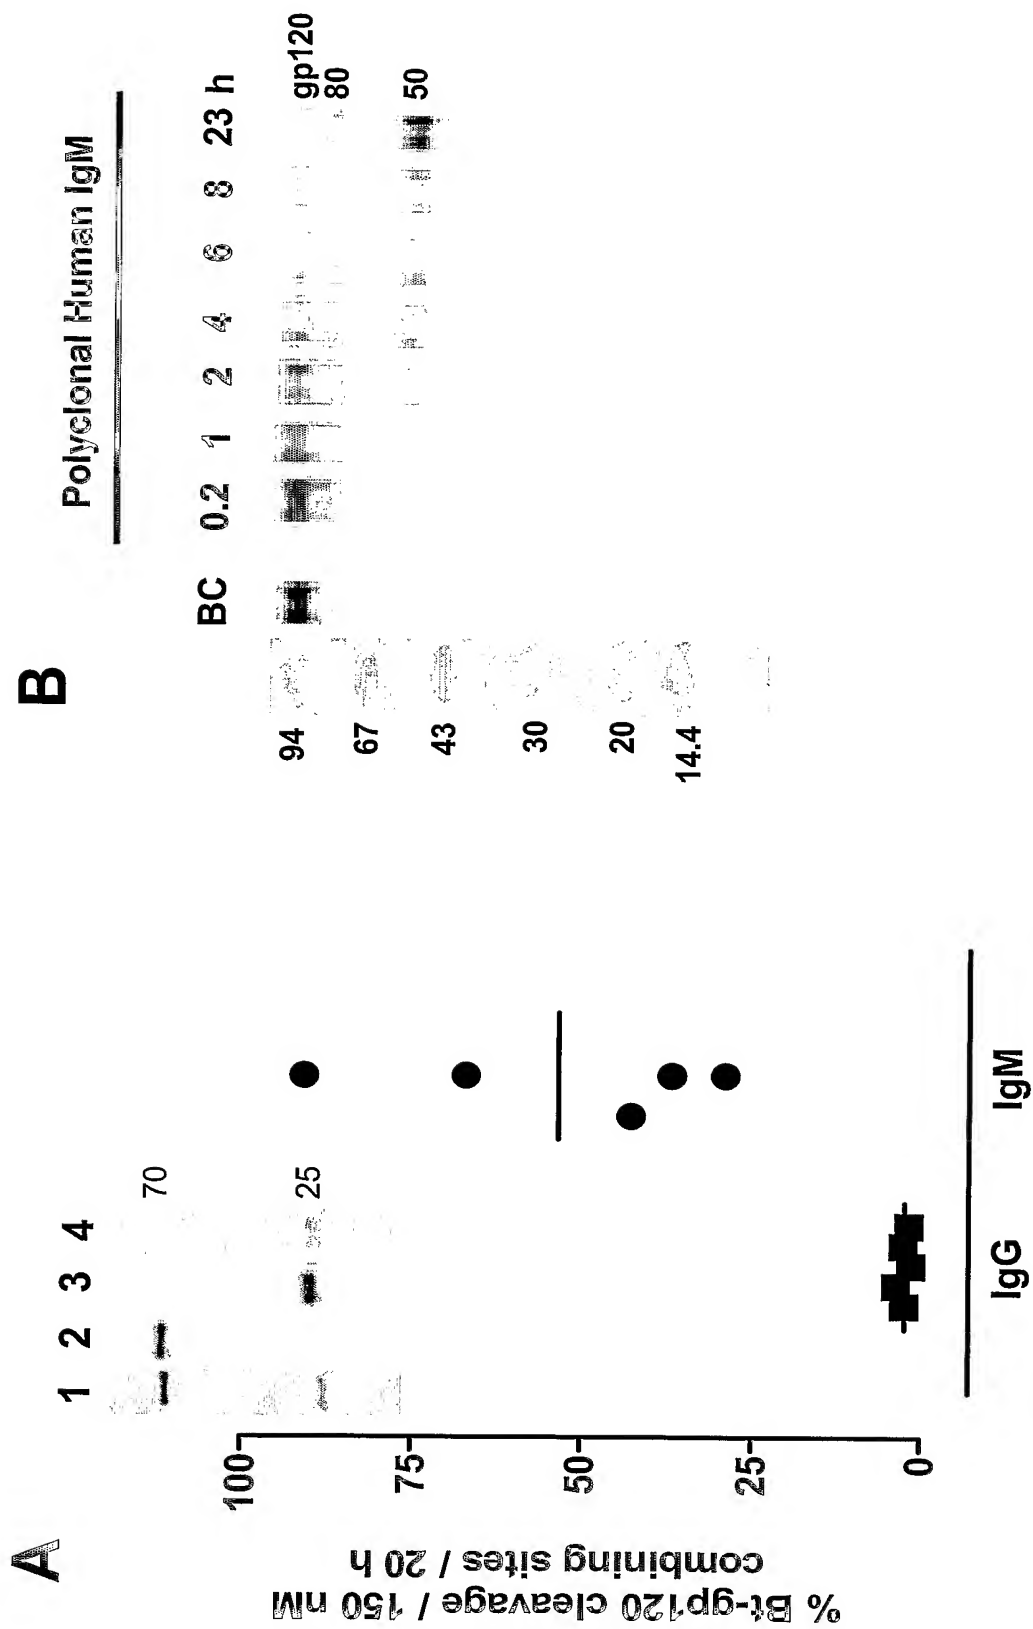 A
% Bt-gp120 cleavage / 150 nM
combining sites / 20 h
100
75
50
25
0
1 2 3 4
70
25
IgG IgM
B
Polyclonal Human IgM
BC 0.2 1 2 4 6 8 23 h
gp120
80
50
94
67
43
30
20
14.4